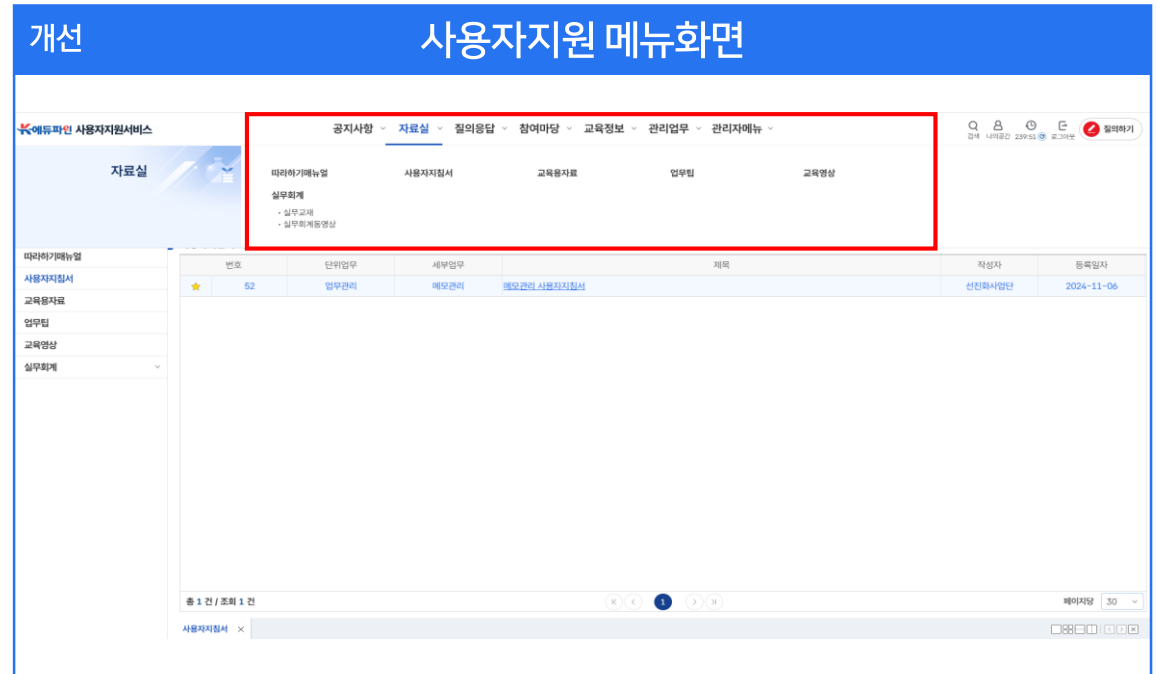 개선
사용자지원 메뉴화면
K에듀파인 사용자지원서비스
공지사항 자료실 질의응답 참여마당 교육정보 관리업무 관리자메뉴
검색 나의공간 239:51 로그아웃 질의하기
자료실
따라하기매뉴얼 사용자지침서 교육용자료 업무팁 교육영상
실무회계
- 실무교재
- 실무회계동영상
따라하기매뉴얼
사용자지침서
교육용자료
업무팁
교육영상
실무회계
번호 단위업무 세부업무 제목 작성자 등록일자
52 업무관리 메모관리 메모관리 사용자지침서 선진화사업단 2024-11-06
총 1 건 / 조회 1 건
1
페이지당 30
사용자지침서